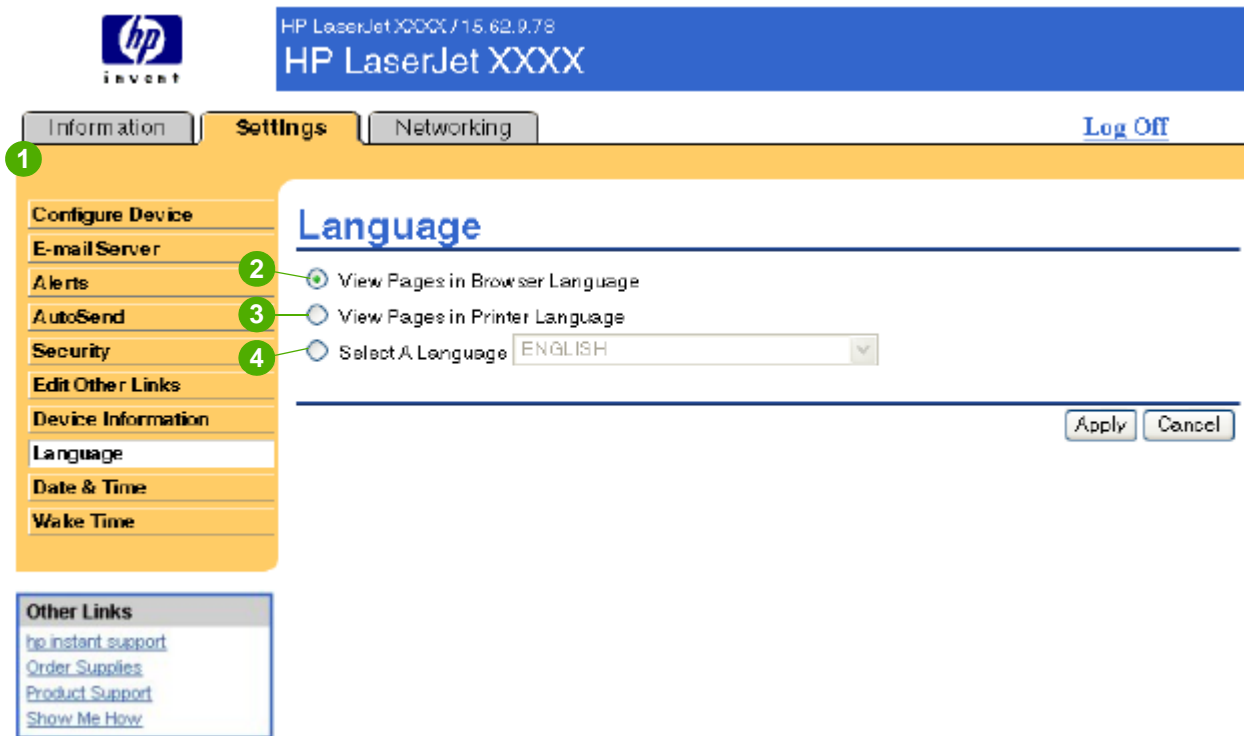 hp
invent
HP LaserJet XXXX / 15.62.9.78
HP LaserJet XXXX
Information
Settings
Networking
Log Off
1
Configure Device
E-mail Server
Alerts
AutoSend
Security
Edit Other Links
Device Information
Language
Date & Time
Wake Time
Language
2
View Pages in Browser Language
3
View Pages in Printer Language
4
Select A Language ENGLISH
Apply
Cancel
Other Links
hp instant support
Order Supplies
Product Support
Show Me How